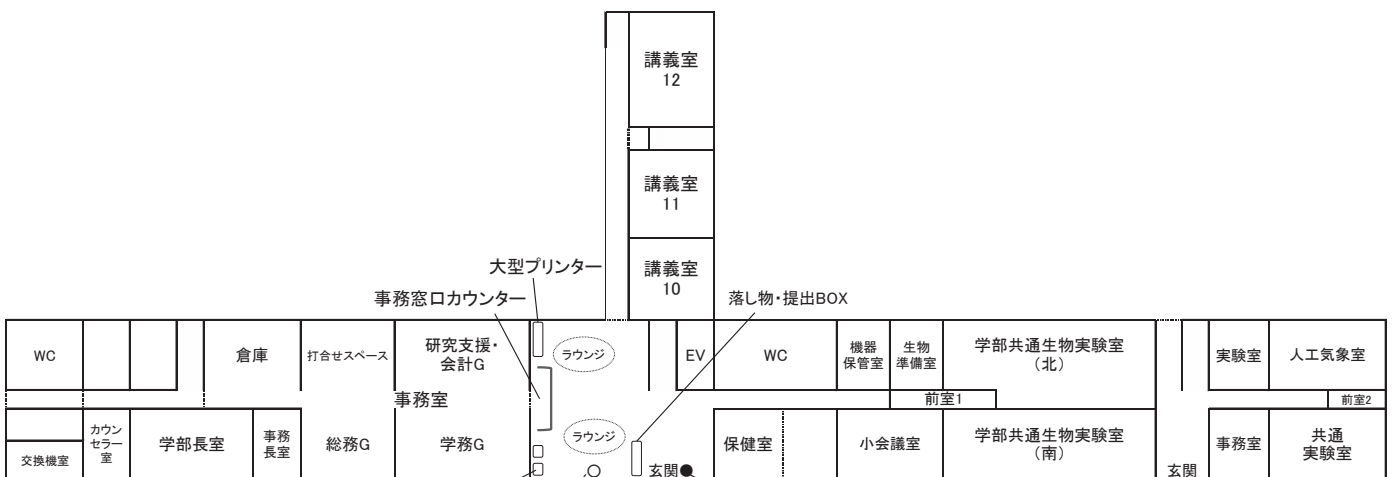 講義室
12
講義室
11
講義室
10
大型プリンター
事務窓口カウンター
落し物・提出BOX
WC
倉庫
打合せスペース
研究支援・
会計G
ラウンジ
EV
WC
機器
保管室
生物
準備室
学部共通生物実験室
(北)
実験室
人工気象室
事務室
前室1
前室2
交換機室
カウン
セラー
室
学部長室
事務
長室
総務G
学務G
ラウンジ
玄関
保健室
小会議室
学部共通生物実験室
(南)
玄関
事務室
共通
実験室